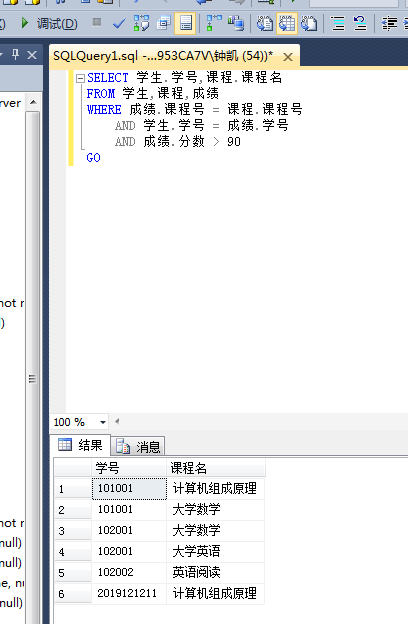 调试(D)
SQLQuery1.sql -...953CA7V\钟凯 (54))*
erver
SELECT 学生.学号,课程.课程名
FROM 学生,课程,成绩
WHERE 成绩.课程号 = 课程.课程号
AND 学生.学号 = 成绩.学号
AND 成绩.分数 > 90
GO
100 %
结果 消息
学号 课程名
1 101001 计算机组成原理
2 101001 大学数学
3 102001 大学数学
4 102001 大学英语
5 102002 英语阅读
6 2019121211 计算机组成原理
null)
null)
null)